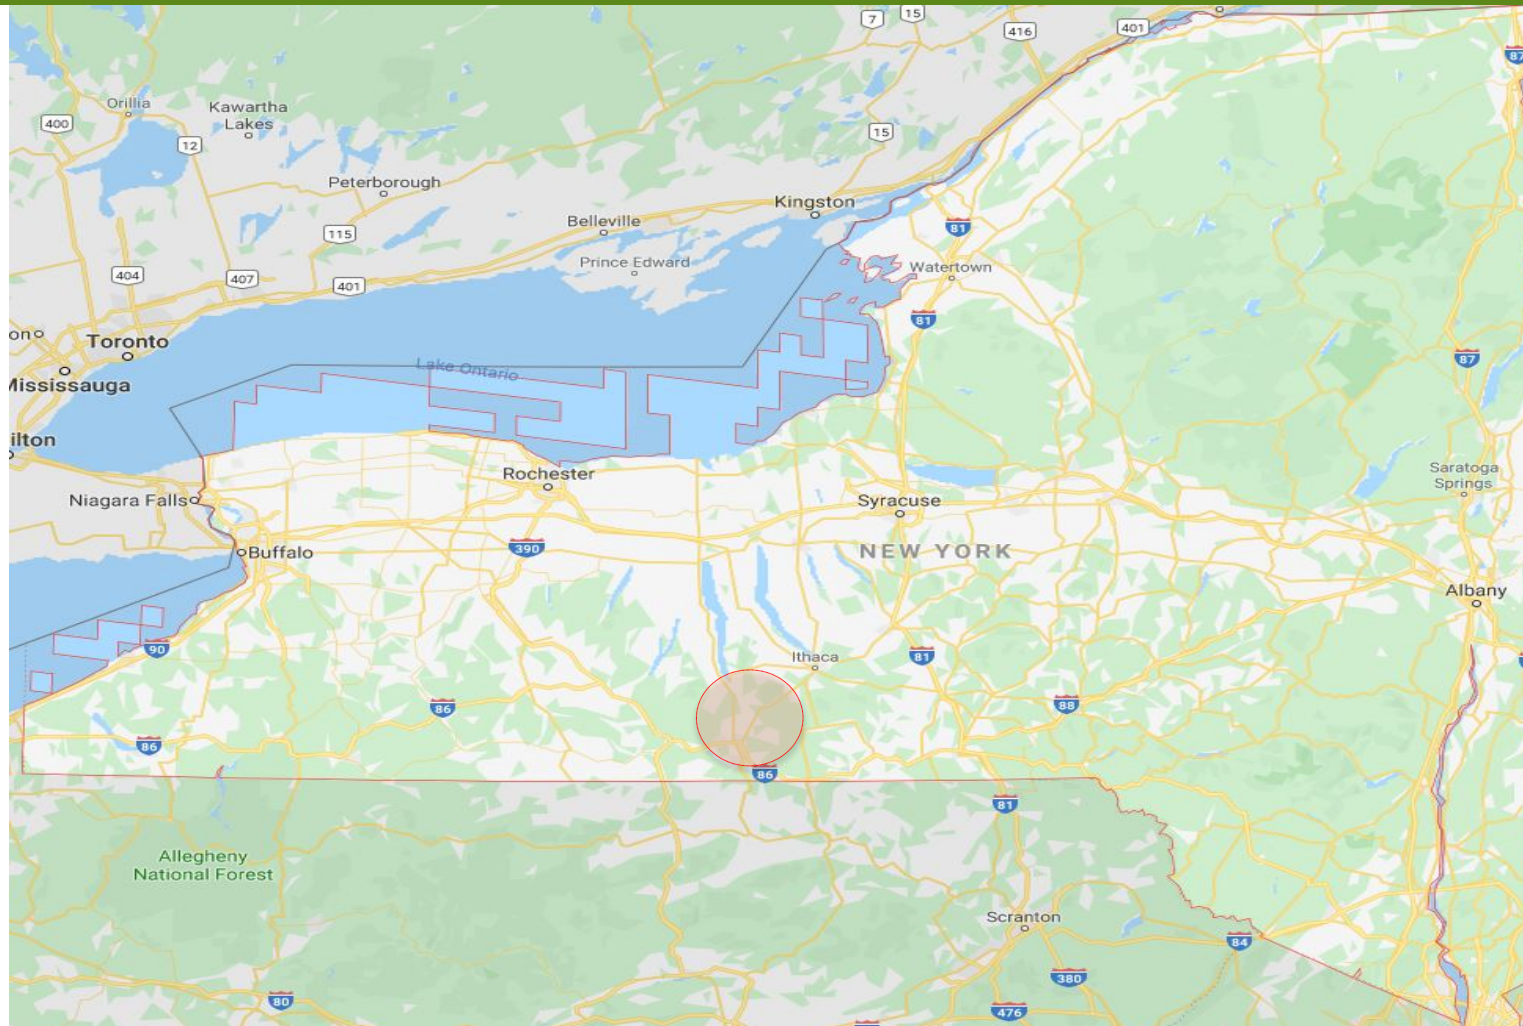 7
15
416
401
87
Orillia
Kawartha
Lakes
400
12
15
Peterborough
Kingston
Belleville
115
81
Prince Edward
Watertown
404
407
401
81
on
Toronto
87
Lake Ontario
Mississauga
ilton
Rochester
Saratoga
Springs
Niagara Falls
Syracuse
390
Buffalo
NEW YORK
Albany
90
Ithaca
81
86
88
86
86
81
Allegheny
National Forest
Scranton
84
380
80
476